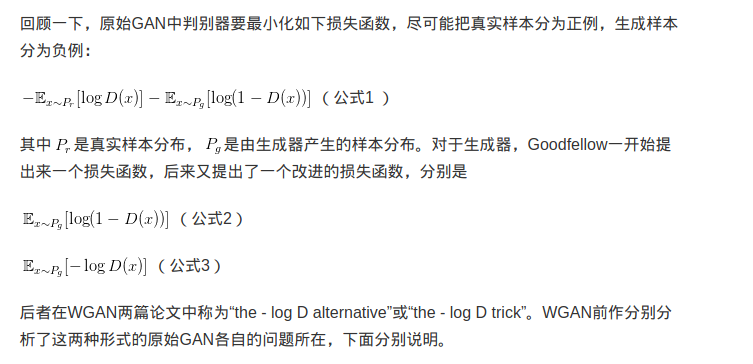 回顾一下，原始GAN中判别器要最小化如下损失函数，尽可能把真实样本分为正例，生成样本
分为负例：
−𝔼ₓ∼P_r[log D(x)] − 𝔼ₓ∼P_g[log(1 − D(x))] （公式1 ）
其中 P_r 是真实样本分布， P_g 是由生成器产生的样本分布。对于生成器，Goodfellow一开始提
出来一个损失函数，后来又提出了一个改进的损失函数，分别是
𝔼ₓ∼P_g[log(1 − D(x))] （公式2）
𝔼ₓ∼P_g[− log D(x)] （公式3）
后者在WGAN两篇论文中称为“the - log D alternative”或“the - log D trick”。WGAN前作分别分
析了这两种形式的原始GAN各自的问题所在，下面分别说明。